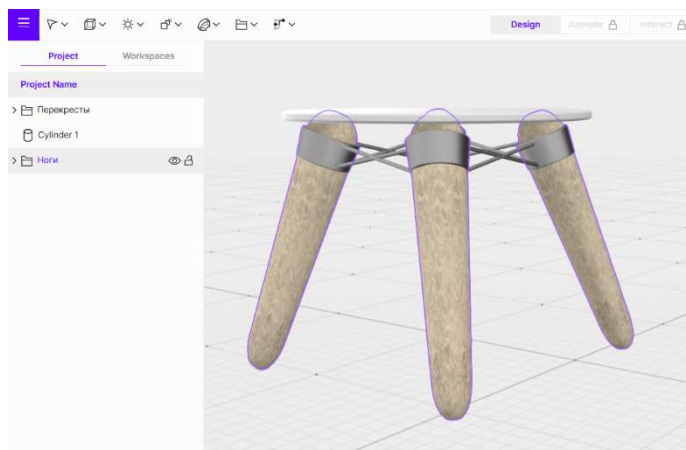 Design Animate Interact
Project Workspaces
Project Name
Перекресты
Cylinder 1
Ноги